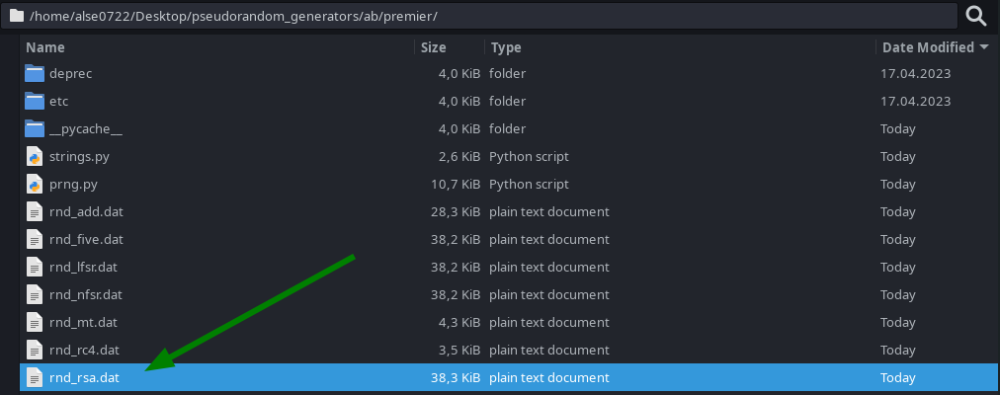 /home/alse0722/Desktop/pseudorandom_generators/ab/premier/
Name Size Type Date Modified
deprec 4,0 KiB folder 17.04.2023
etc 4,0 KiB folder 17.04.2023
__pycache__ 4,0 KiB folder Today
strings.py 2,6 KiB Python script Today
prng.py 10,7 KiB Python script Today
rnd_add.dat 28,3 KiB plain text document Today
rnd_five.dat 38,2 KiB plain text document Today
rnd_lfsr.dat 38,2 KiB plain text document Today
rnd_nfsr.dat 38,2 KiB plain text document Today
rnd_mt.dat 4,3 KiB plain text document Today
rnd_rc4.dat 3,5 KiB plain text document Today
rnd_rsa.dat 38,3 KiB plain text document Today